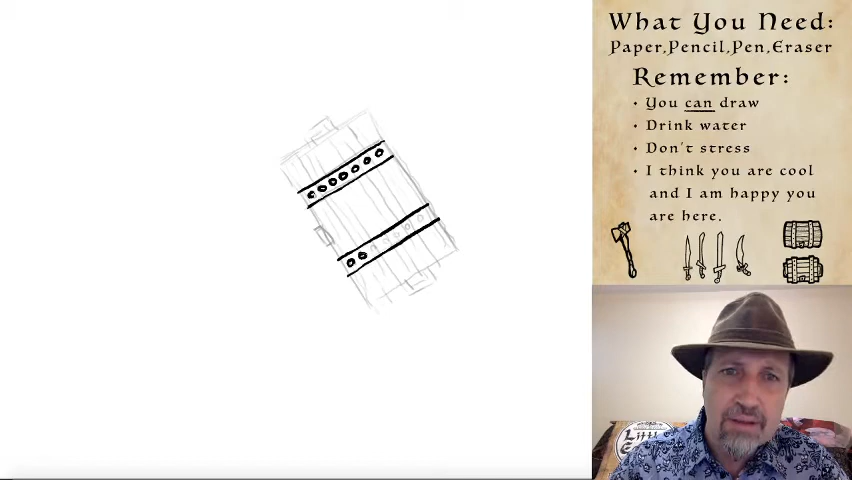 What You Need:
Paper,Pencil,Pen,Eraser
Remember:
• You can draw
• Drink water
• Don't stress
• I think you are cool
and I am happy you
are here.